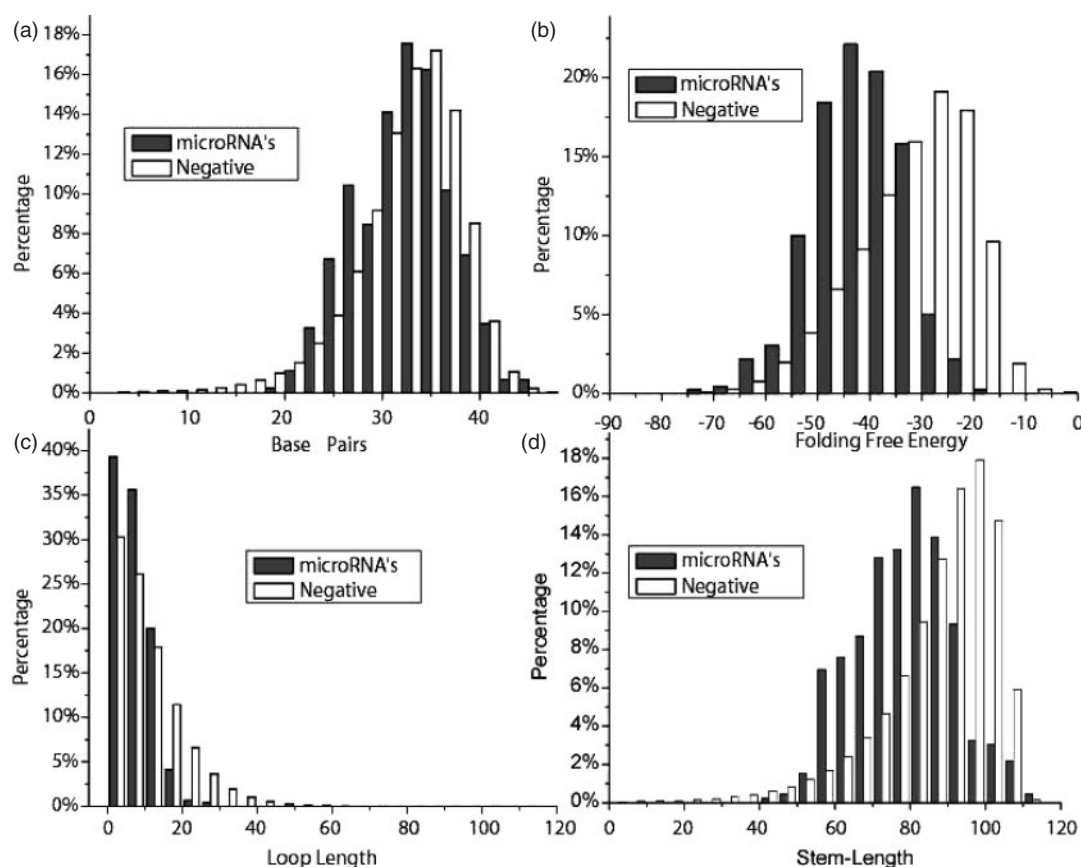 (a)
18%
16%
14%
12%
10%
8%
6%
4%
2%
0%
Percentage
microRNA's
Negative
0 10 20 30 40
Base Pairs
(b)
20%
15%
10%
5%
0%
Percentage
microRNA's
Negative
-90 -80 -70 -60 -50 -40 -30 -20 -10 0
Folding Free Energy
(c)
40%
35%
30%
25%
20%
15%
10%
5%
0%
Percentage
microRNA's
Negative
0 20 40 60 80 100 120
Loop Length
(d)
18%
16%
14%
12%
10%
8%
6%
4%
2%
0%
Percentage
microRNA's
Negative
0 20 40 60 80 100 120
Stem-Length